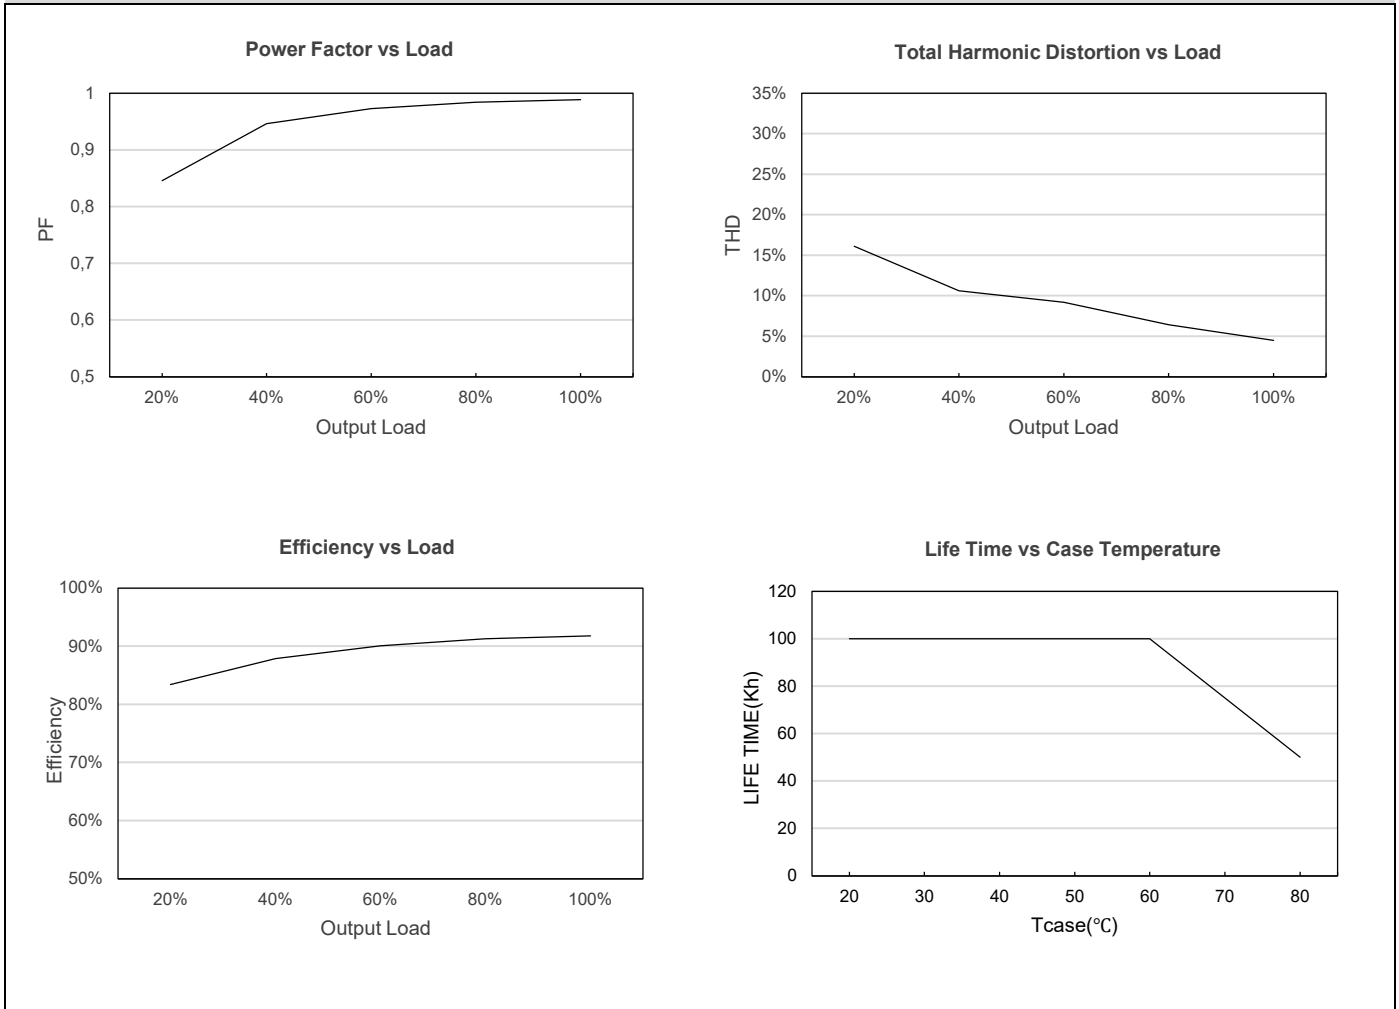 Power Factor vs Load
1
0,9
0,8
0,7
0,6
0,5
PF
20% 40% 60% 80% 100%
Output Load
Total Harmonic Distortion vs Load
35%
30%
25%
20%
15%
10%
5%
0%
THD
20% 40% 60% 80% 100%
Output Load
Efficiency vs Load
100%
90%
80%
70%
60%
50%
Efficiency
20% 40% 60% 80% 100%
Output Load
Life Time vs Case Temperature
120
100
80
60
40
20
0
LIFE TIME(Kh)
20 30 40 50 60 70 80
Tcase(℃)